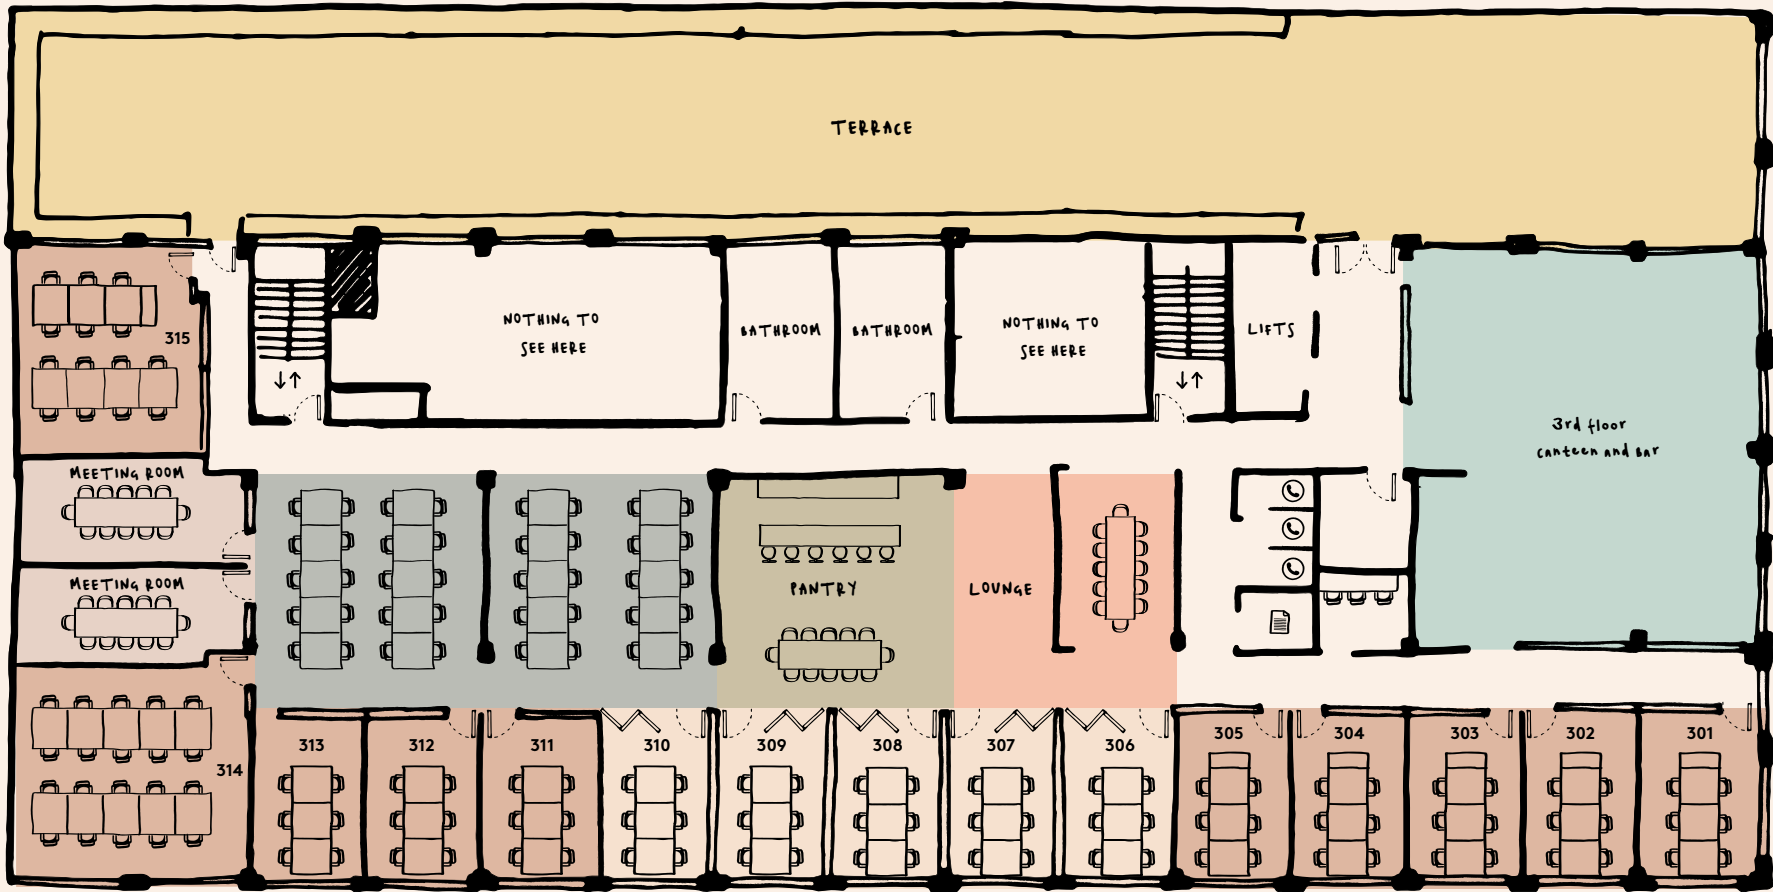 TERRACE
315
NOTHING TO
SEE HERE
BATHROOM
BATHROOM
NOTHING TO
SEE HERE
LIFTS
3rd floor
canteen and bar
MEETING ROOM
MEETING ROOM
PANTRY
LOUNGE
314
313
312
311
310
309
308
307
306
305
304
303
302
301